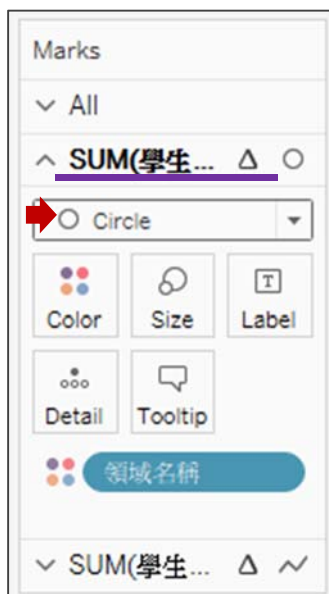 Marks
All
SUM(學生...
Circle
Color Size Label
T
Detail Tooltip
領域名稱
SUM(學生...